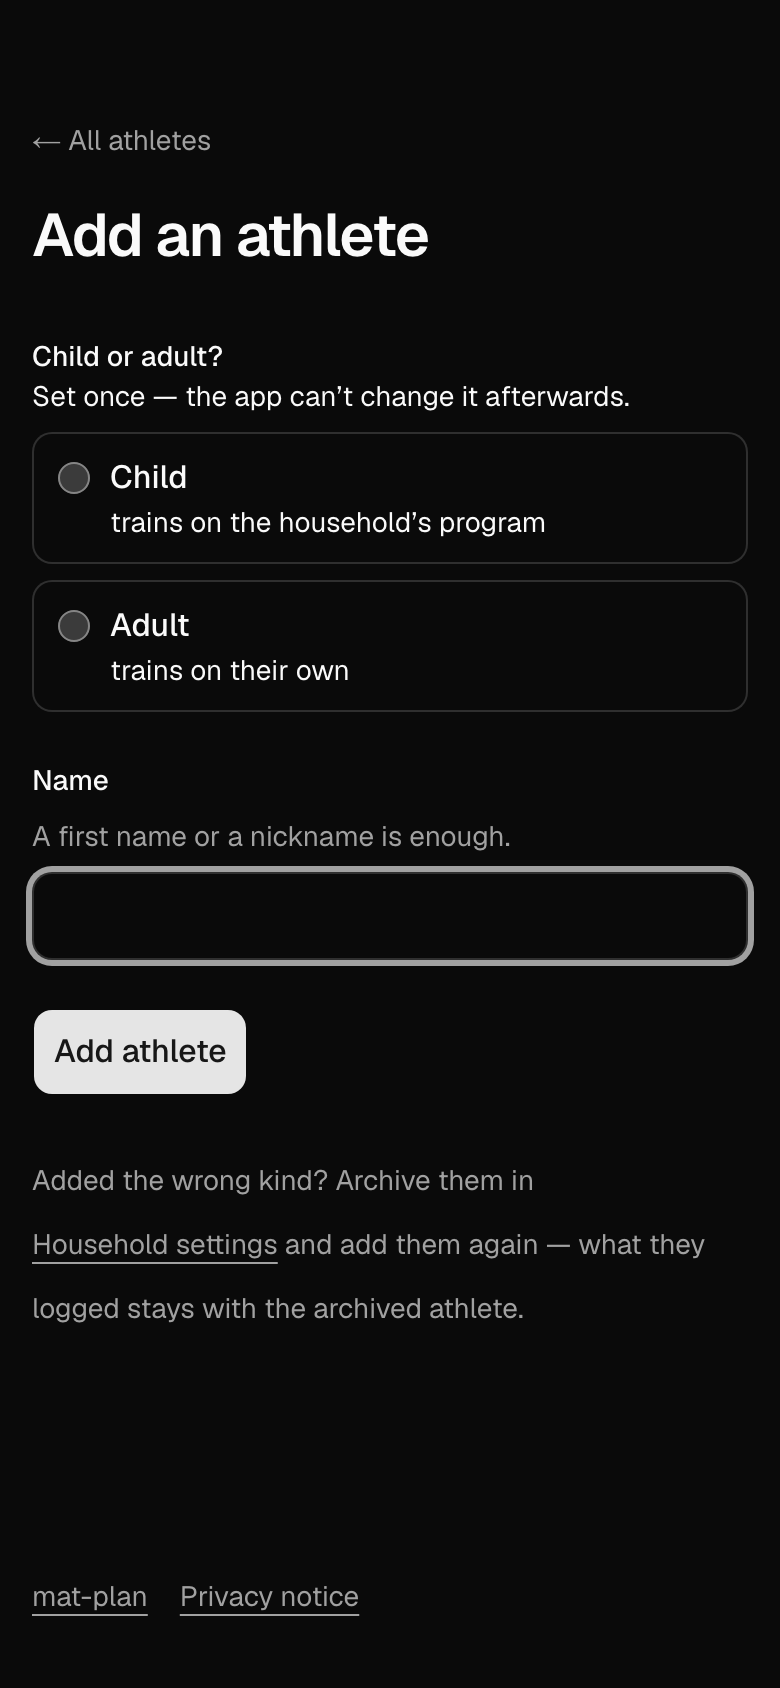 ← All athletes
Add an athlete
Child or adult?
Set once — the app can’t change it afterwards.
Child
trains on the household’s program
Adult
trains on their own
Name
A first name or a nickname is enough.
Add athlete
Added the wrong kind? Archive them in
Household settings and add them again — what they
logged stays with the archived athlete.
mat-plan Privacy notice